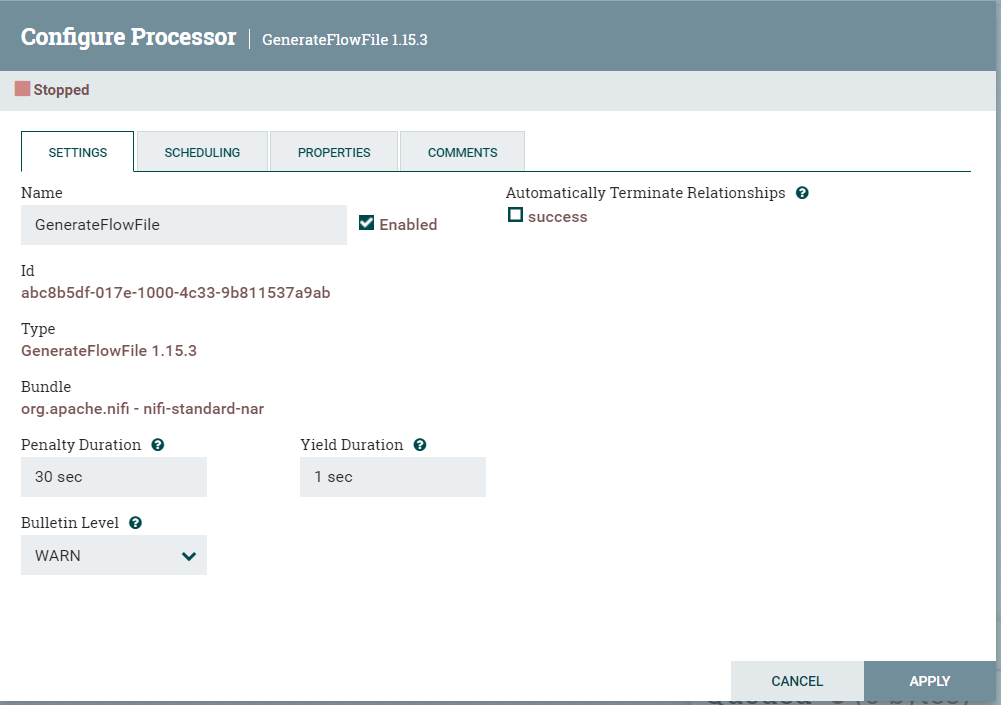 Configure Processor | GenerateFlowFile 1.15.3
Stopped
SETTINGS SCHEDULING PROPERTIES COMMENTS
Name
GenerateFlowFile
Enabled
Automatically Terminate Relationships
success
Id
abc8b5df-017e-1000-4c33-9b811537a9ab
Type
GenerateFlowFile 1.15.3
Bundle
org.apache.nifi - nifi-standard-nar
Penalty Duration
30 sec
Yield Duration
1 sec
Bulletin Level
WARN
CANCEL APPLY